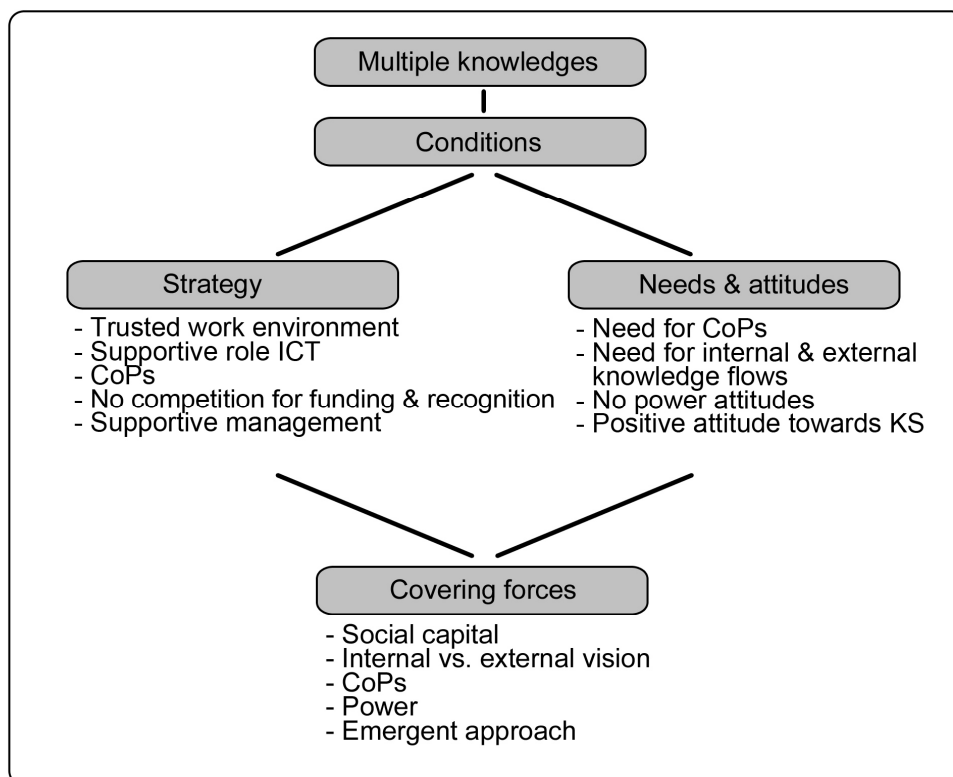 Multiple knowledges
Conditions
Strategy
- Trusted work environment
- Supportive role ICT
- CoPs
- No competition for funding & recognition
- Supportive management
Needs & attitudes
- Need for CoPs
- Need for internal & external
knowledge flows
- No power attitudes
- Positive attitude towards KS
Covering forces
- Social capital
- Internal vs. external vision
- CoPs
- Power
- Emergent approach